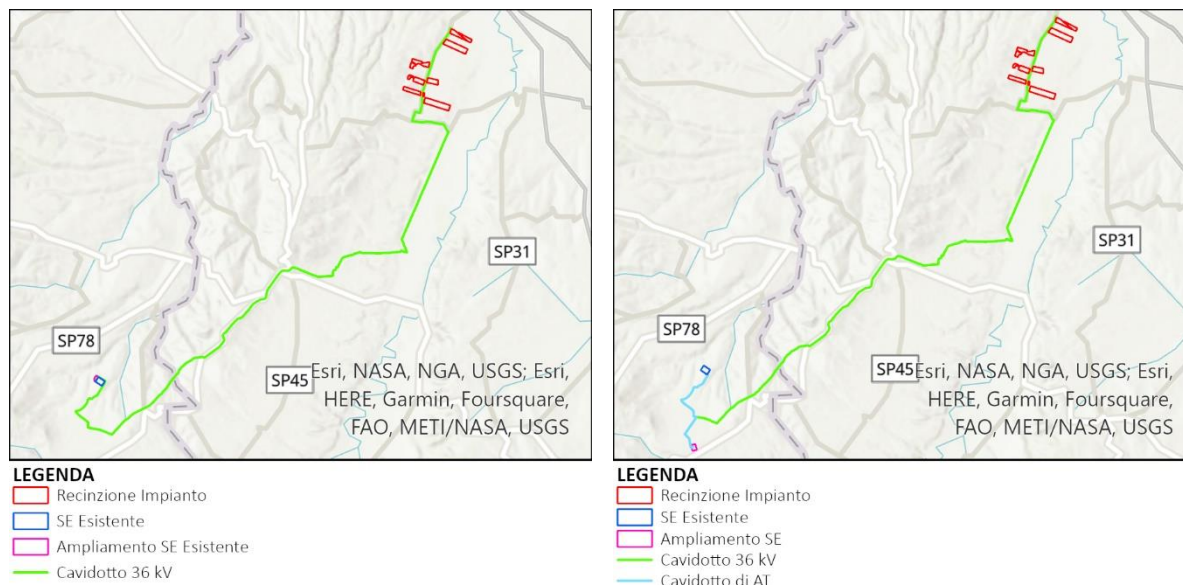 SP31
SP78
SP45
Esri, NASA, NGA, USGS; Esri,
HERE, Garmin, Foursquare,
FAO, METI/NASA, USGS
LEGENDA
Recinzione Impianto
SE Esistente
Ampliamento SE Esistente
Cavidotto 36 kV
SP31
SP78
SP45
Esri, NASA, NGA, USGS; Esri,
HERE, Garmin, Foursquare,
FAO, METI/NASA, USGS
LEGENDA
Recinzione Impianto
SE Esistente
Ampliamento SE
Cavidotto 36 kV
Cavidotto di AT